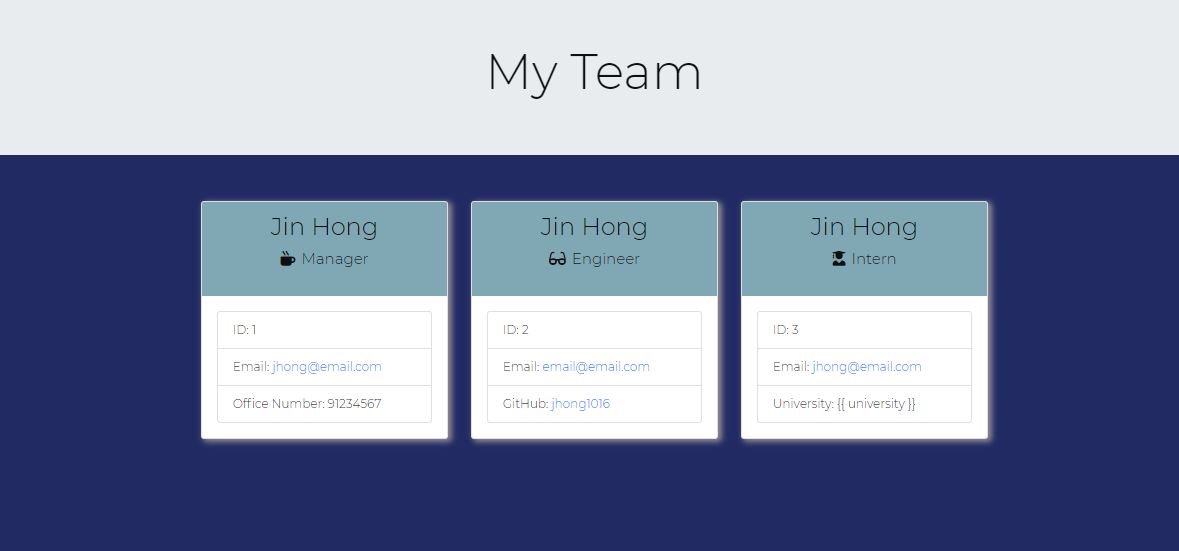 My Team
Jin Hong
Manager
ID: 1
Email: jhong@email.com
Office Number: 91234567
Jin Hong
Engineer
ID: 2
Email: email@email.com
GitHub: jhong1016
Jin Hong
Intern
ID: 3
Email: jhong@email.com
University: {{ university }}